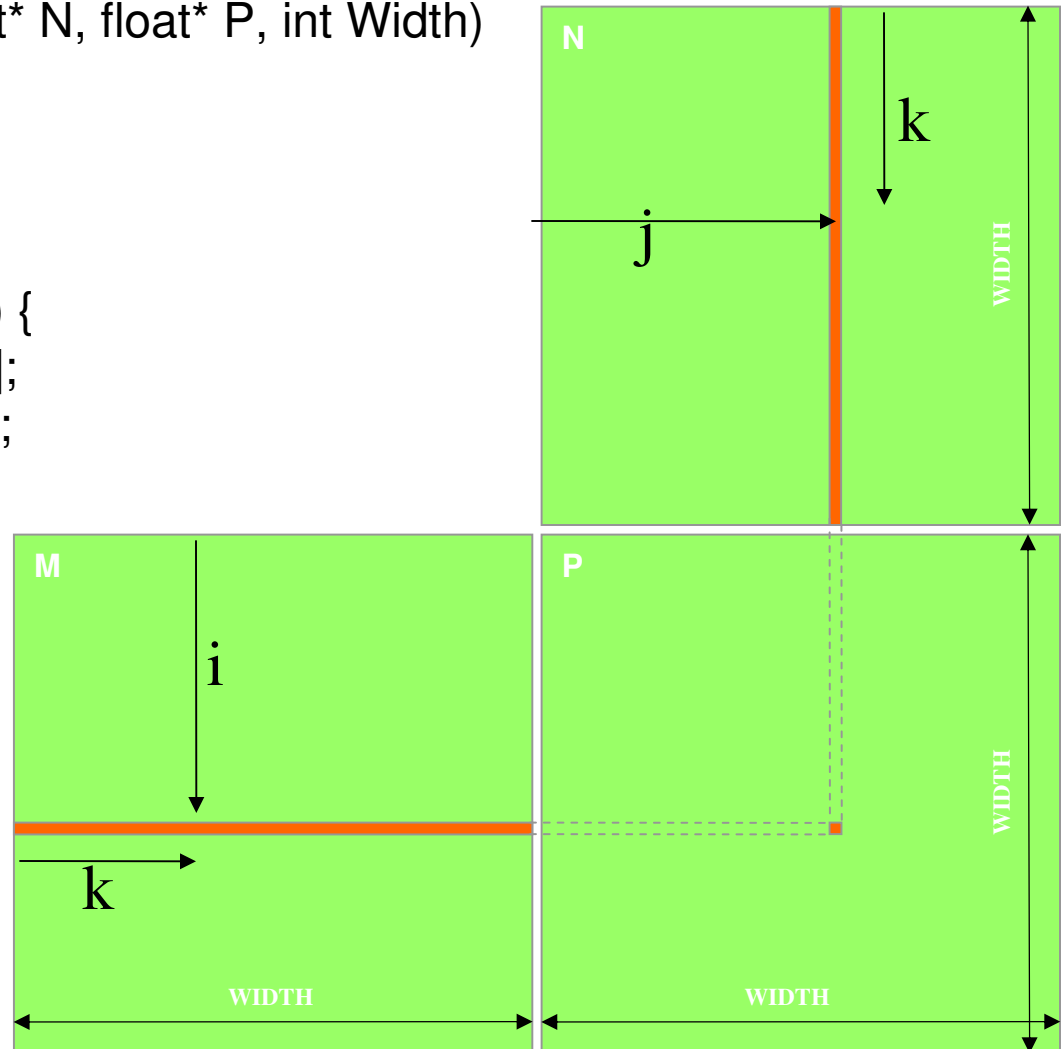 t* N, float* P, int Width)
) {
];
;
N
k
j
WIDTH
M
P
i
k
WIDTH
WIDTH
WIDTH